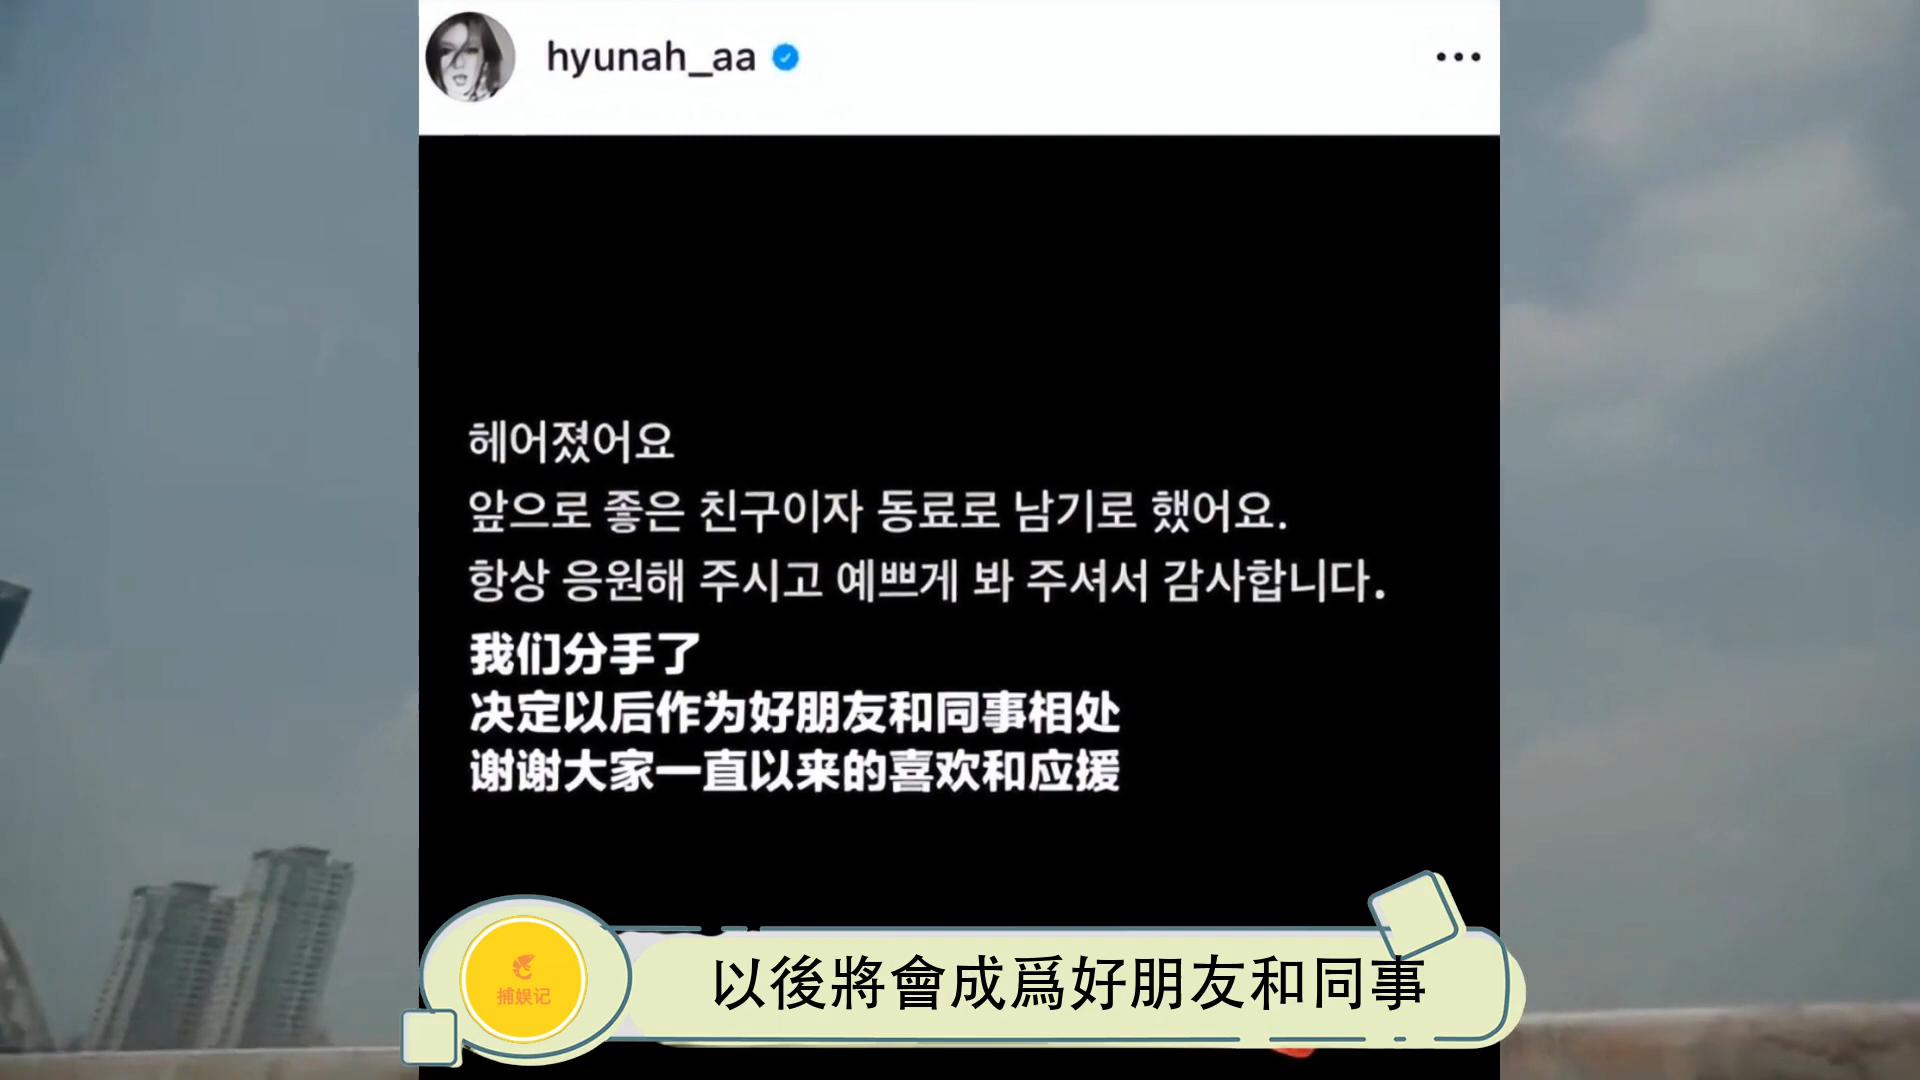 hyunah_aa
헤어졌어요
앞으로 좋은 친구이자 동료로 남기로 했어요.
항상 응원해 주시고 예쁘게 봐 주셔서 감사합니다.
我们分手了
决定以后作为好朋友和同事相处
谢谢大家一直以来的喜欢和应援
以後將會成爲好朋友和同事
捕娱记